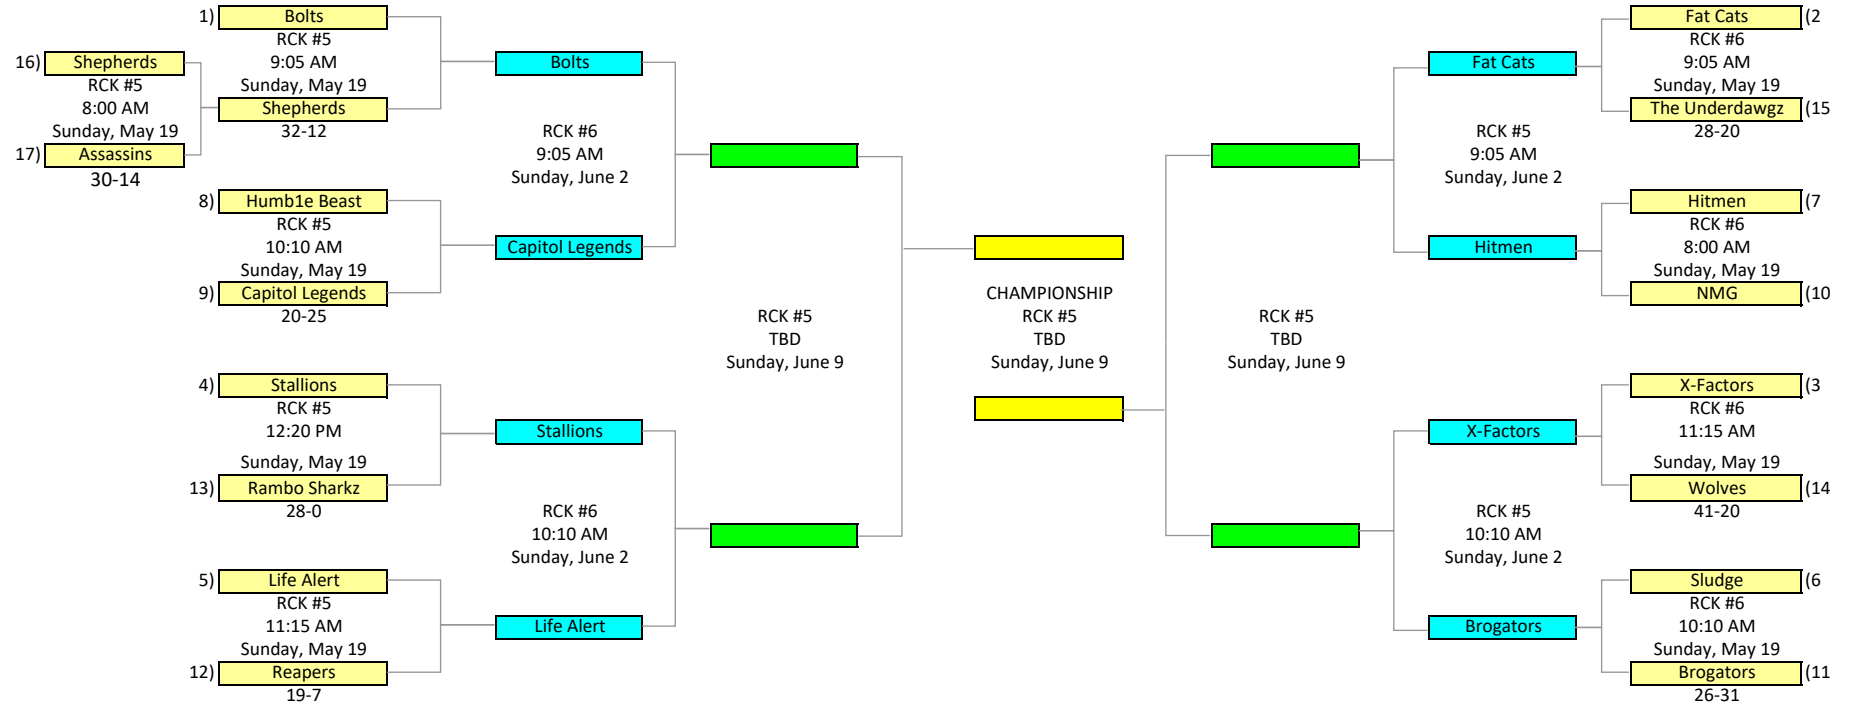 16) Shepherds
RCK #5
8:00 AM
Sunday, May 19
17) Assassins
30-14
1) Bolts
RCK #5
9:05 AM
Sunday, May 19
Shepherds
32-12
8) Humb1e Beast
RCK #5
10:10 AM
Sunday, May 19
9) Capitol Legends
20-25
4) Stallions
RCK #5
12:20 PM
Sunday, May 19
13) Rambo Sharkz
28-0
5) Life Alert
RCK #5
11:15 AM
Sunday, May 19
12) Reapers
19-7
Bolts
RCK #6
9:05 AM
Sunday, June 2
Capitol Legends
Stallions
RCK #6
10:10 AM
Sunday, June 2
Life Alert
RCK #5
TBD
Sunday, June 9
CHAMPIONSHIP
RCK #5
TBD
Sunday, June 9
RCK #5
TBD
Sunday, June 9
Fat Cats
RCK #5
9:05 AM
Sunday, June 2
Hitmen
X-Factors
RCK #5
10:10 AM
Sunday, June 2
Brogators
Fat Cats (2
RCK #6
9:05 AM
Sunday, May 19
The Underdawgz (15
28-20
Hitmen (7
RCK #6
8:00 AM
Sunday, May 19
NMG (10
X-Factors (3
RCK #6
11:15 AM
Sunday, May 19
Wolves (14
41-20
Sludge (6
RCK #6
10:10 AM
Sunday, May 19
Brogators (11
26-31